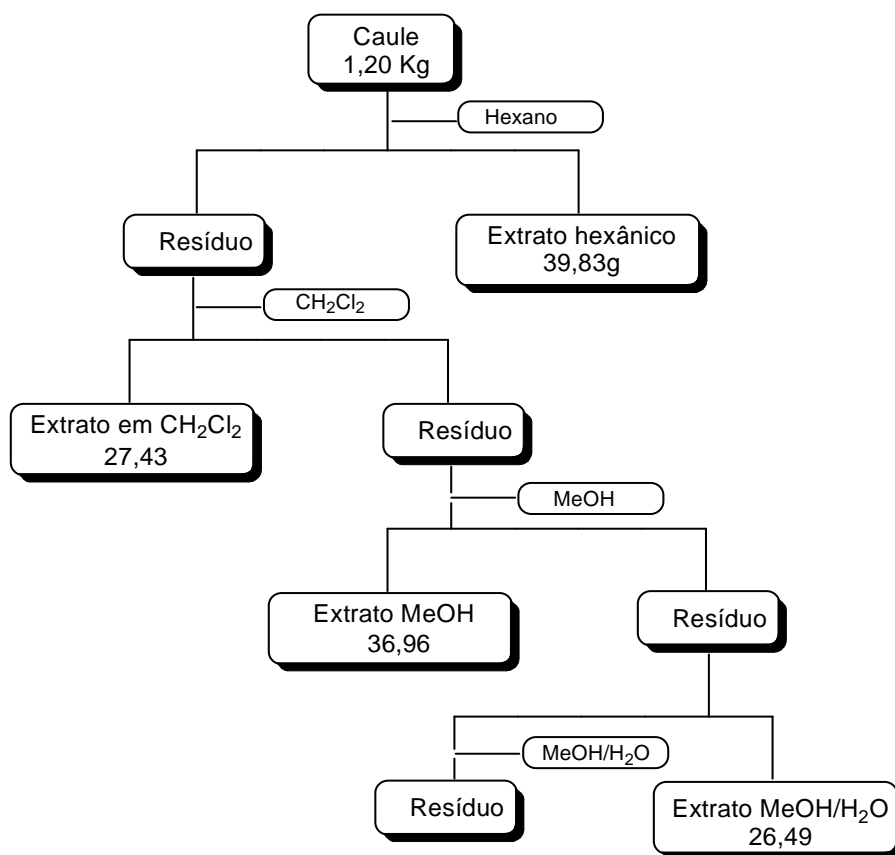 Caule
1,20 Kg
Hexano
Resíduo
Extrato hexânico
39,83g
CH₂Cl₂
Extrato em CH₂Cl₂
27,43
Resíduo
MeOH
Extrato MeOH
36,96
Resíduo
MeOH/H₂O
Resíduo
Extrato MeOH/H₂O
26,49